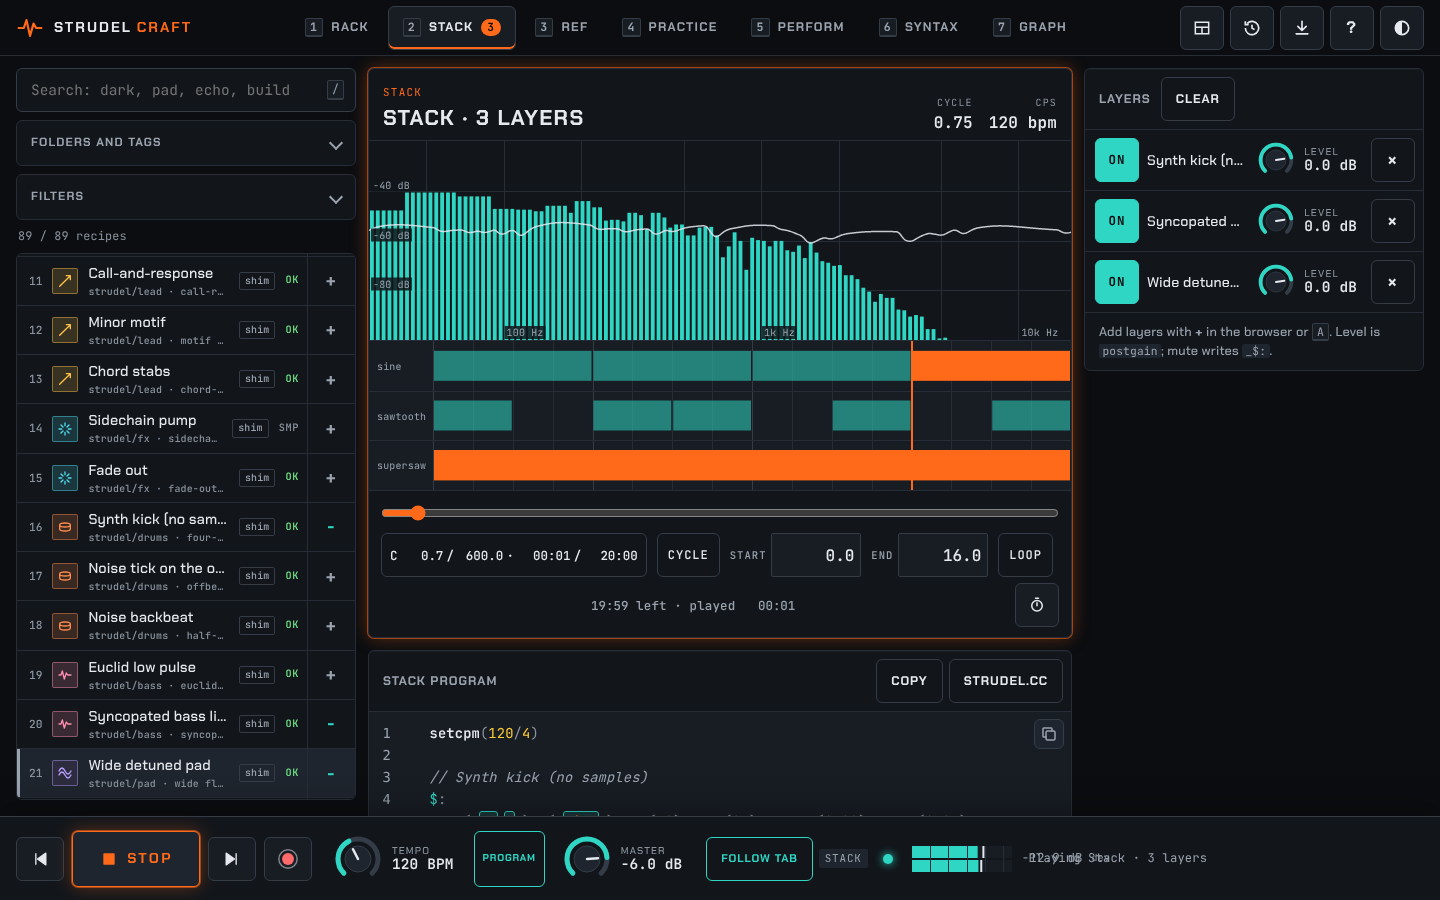 STRUDEL CRAFT
1 RACK
2 STACK 3
3 REF
4 PRACTICE
5 PERFORM
6 SYNTAX
7 GRAPH
?
Search: dark, pad, echo, build /
FOLDERS AND TAGS
FILTERS
89 / 89 recipes
11 Call-and-response shim OK +
strudel/lead · call-r…
12 Minor motif shim OK +
strudel/lead · motif …
13 Chord stabs shim OK +
strudel/lead · chord-…
14 Sidechain pump shim SMP +
strudel/fx · sidecha…
15 Fade out shim OK +
strudel/fx · fade-out…
16 Synth kick (no sam… shim OK -
strudel/drums · four-…
17 Noise tick on the o… shim OK +
strudel/drums · offbe…
18 Noise backbeat shim OK +
strudel/drums · half-…
19 Euclid low pulse shim OK +
strudel/bass · euclid…
20 Syncopated bass li… shim OK -
strudel/bass · syncop…
21 Wide detuned pad shim OK -
strudel/pad · wide fl…
STACK
STACK · 3 LAYERS
CYCLE
0.75
CPS
120 bpm
-40 dB
-60 dB
-80 dB
100 Hz
1k Hz
10k Hz
sine
sawtooth
supersaw
C 0.7 / 600.0 · 00:01 / 20:00
CYCLE
START 0.0
END 16.0
LOOP
19:59 left · played 00:01
STACK PROGRAM
COPY
STRUDEL.CC
1 setcpm(120/4)
2
3 // Synth kick (no samples)
4 $:
LAYERS
CLEAR
ON Synth kick (n… LEVEL 0.0 dB ×
ON Syncopated … LEVEL 0.0 dB ×
ON Wide detune… LEVEL 0.0 dB ×
Add layers with + in the browser or A. Level is
postgain; mute writes _$:.
STOP
TEMPO
120 BPM
PROGRAM
MASTER
-6.0 dB
FOLLOW TAB
STACK
Playing Stack · 3 layers